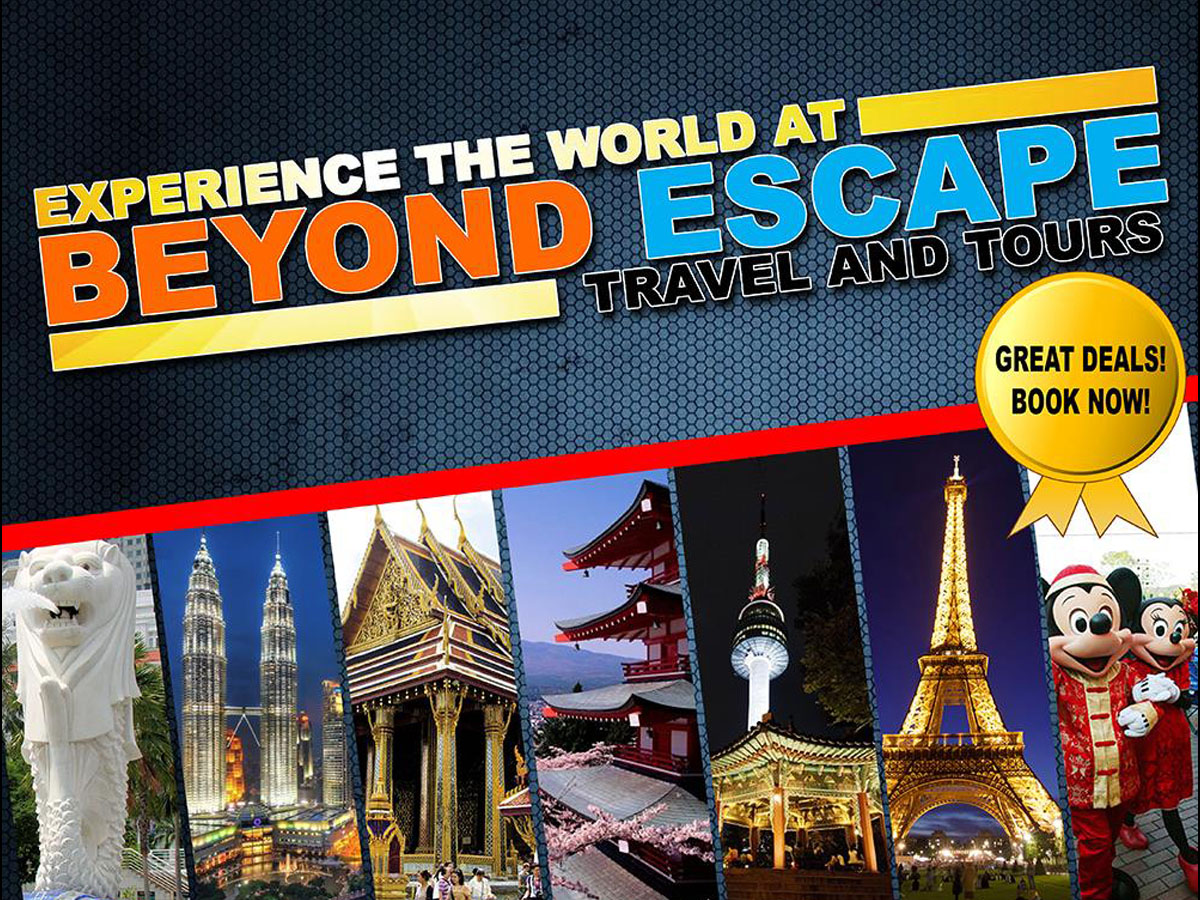 EXPERIENCE THE WORLD AT
BEYOND ESCAPE
TRAVEL AND TOURS
GREAT DEALS!
BOOK NOW!